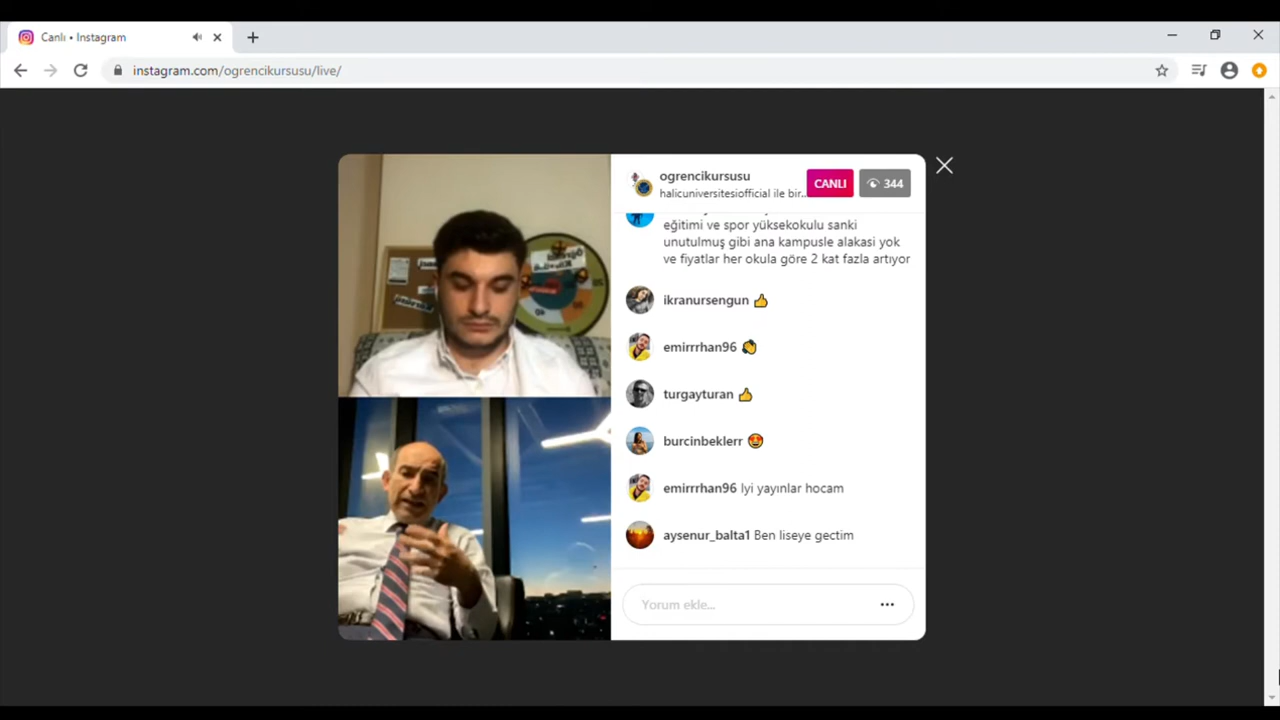 Canlı • Instagram
instagram.com/ogrencikursusu/live/
ogrencikursusu
CANLI
344
halicuniversitesiofficial ile bir...
eğitimi ve spor yüksekokulu sanki
unutulmuş gibi ana kampusle alakasi yok
ve fiyatlar her okula göre 2 kat fazla artıyor
ikranursengun 👍
emirrrhan96 👏
turgayturan 👍
burcinbeklerr 😍
emirrrhan96 Iyi yayınlar hocam
aysenur_balta1 Ben liseye gectim
Yorum ekle...